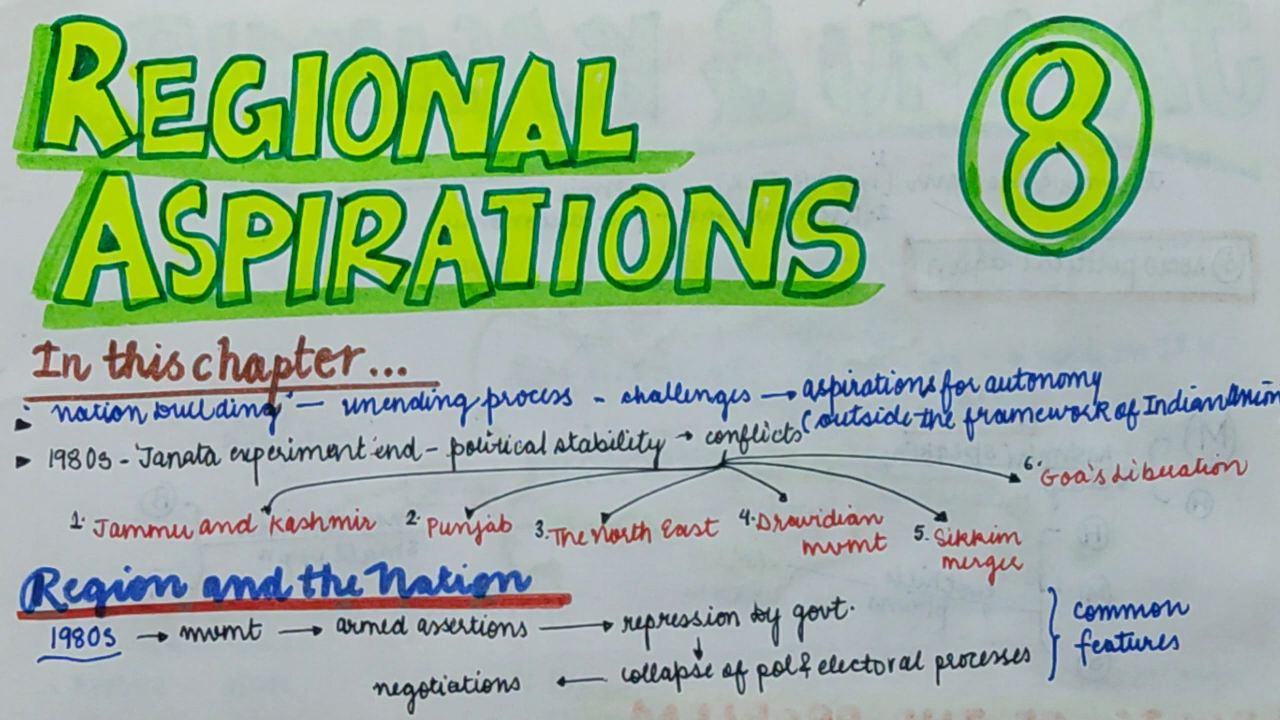 REGIONAL
ASPIRATIONS
8
In this chapter...
"nation building" — unending process - challenges → aspirations for autonomy
(outside the framework of Indian Union
1980s - Janata experiment end - political stability → conflicts
1. Jammu and Kashmir
2. Punjab
3. The North East
4. Dravidian
mvmt
5. Sikkim
merger
6. Goa's Liberation
Region and the Nation
1980s → mvmt → armed assertions → repression by govt.
↓
negotiations ← collapse of pol & electoral processes
} common
features